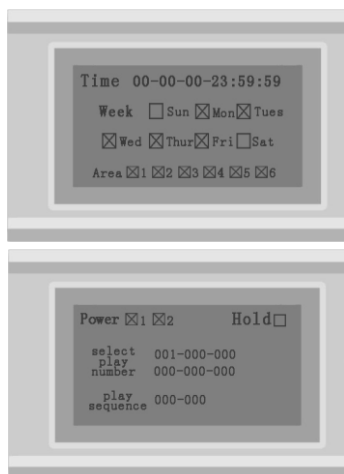 Time 00-00-00-23:59:59
Week □Sun ☒Mon ☒Tues
☒Wed ☒Thur ☒Fri □Sat
Area ☒1 ☒2 ☒3 ☒4 ☒5 ☒6
Power ☒1 ☒2 Hold□
select
play
number
001-000-000
000-000-000
play
sequence
000-000